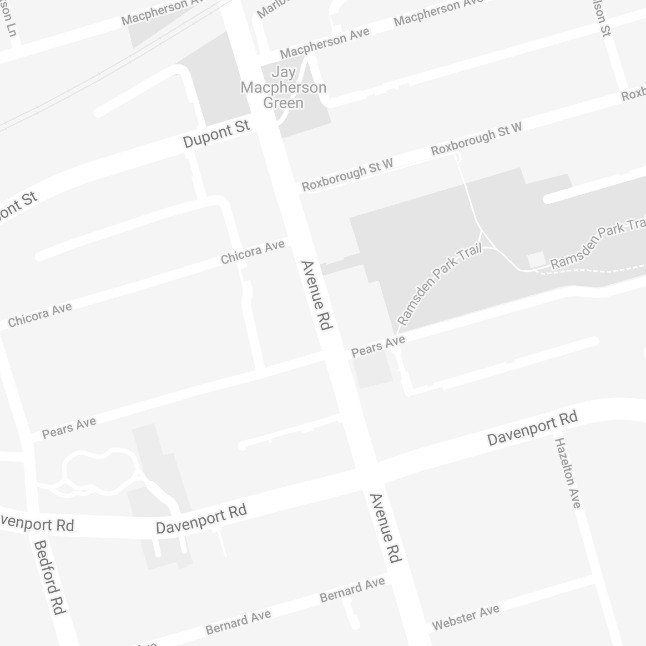 Macpherson Ave
Macpherson Ave
Macpherson Ave
Jay
Macpherson
Green
Dupont St
Roxborough St W
Roxborough St W
Chicora Ave
Chicora Ave
Avenue Rd
Ramsden Park Trail
Ramsden Park Tra
Pears Ave
Pears Ave
Davenport Rd
Davenport Rd
venport Rd
Hazelton Ave
Avenue Rd
Bedford Rd
Bernard Ave
Bernard Ave
Webster Ave